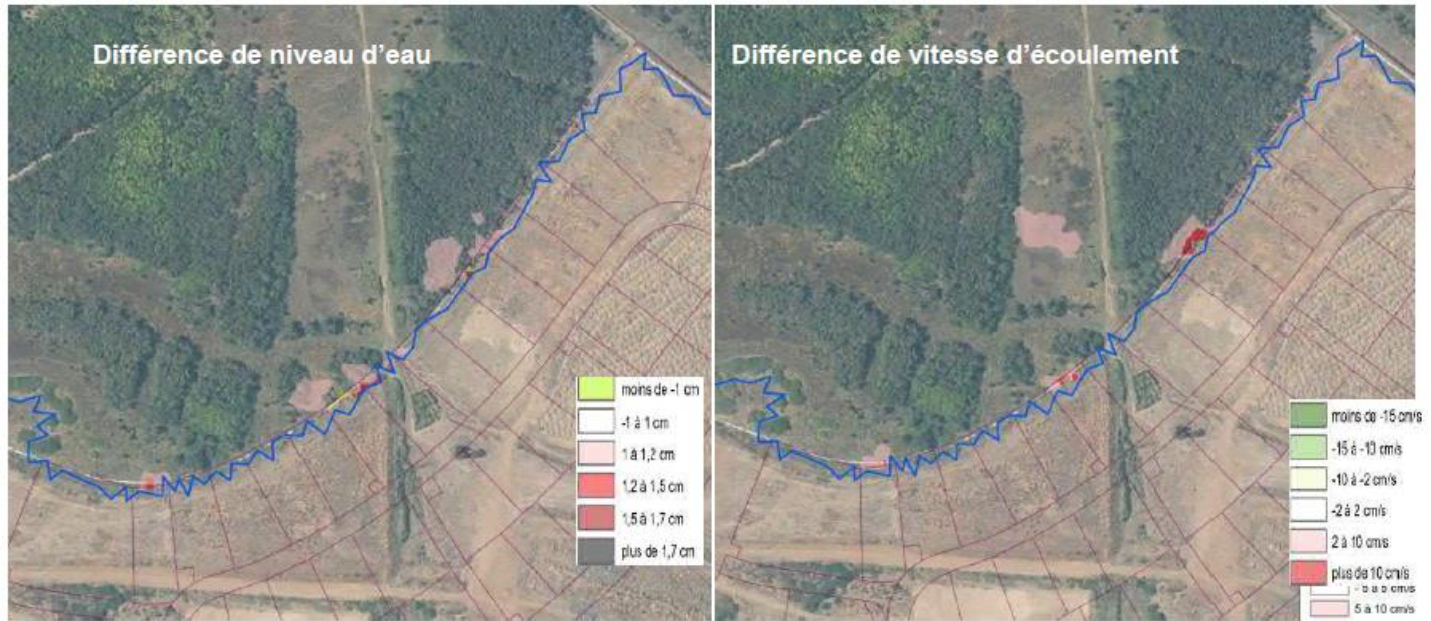 Différence de niveau d'eau
moins de -1 cm
-1 à 1 cm
1 à 1,2 cm
1,2 à 1,5 cm
1,5 à 1,7 cm
plus de 1,7 cm
Différence de vitesse d'écoulement
moins de -15 cm/s
-15 à -10 cm/s
-10 à -2 cm/s
-2 à 2 cm/s
2 à 10 cm/s
plus de 10 cm/s
5 à 10 cm/s